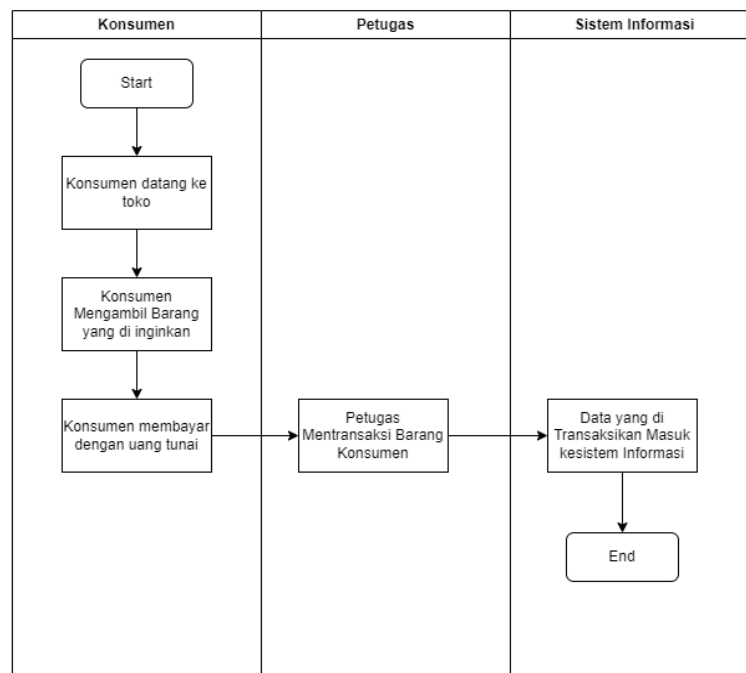 Konsumen
Petugas
Sistem Informasi
Start
Konsumen datang ke
toko
Konsumen
Mengambil Barang
yang di inginkan
Konsumen membayar
dengan uang tunai
Petugas
Mentransaksi Barang
Konsumen
Data yang di
Transaksikan Masuk
kesistem Informasi
End